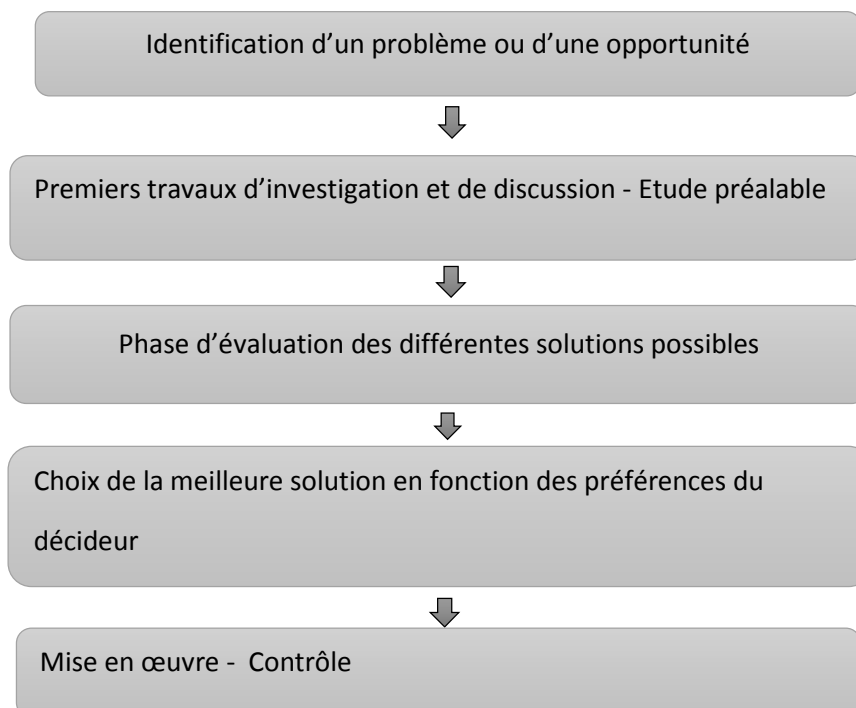 Identification d’un problème ou d’une opportunité
Premiers travaux d’investigation et de discussion - Etude préalable
Phase d’évaluation des différentes solutions possibles
Choix de la meilleure solution en fonction des préférences du
décideur
Mise en œuvre - Contrôle